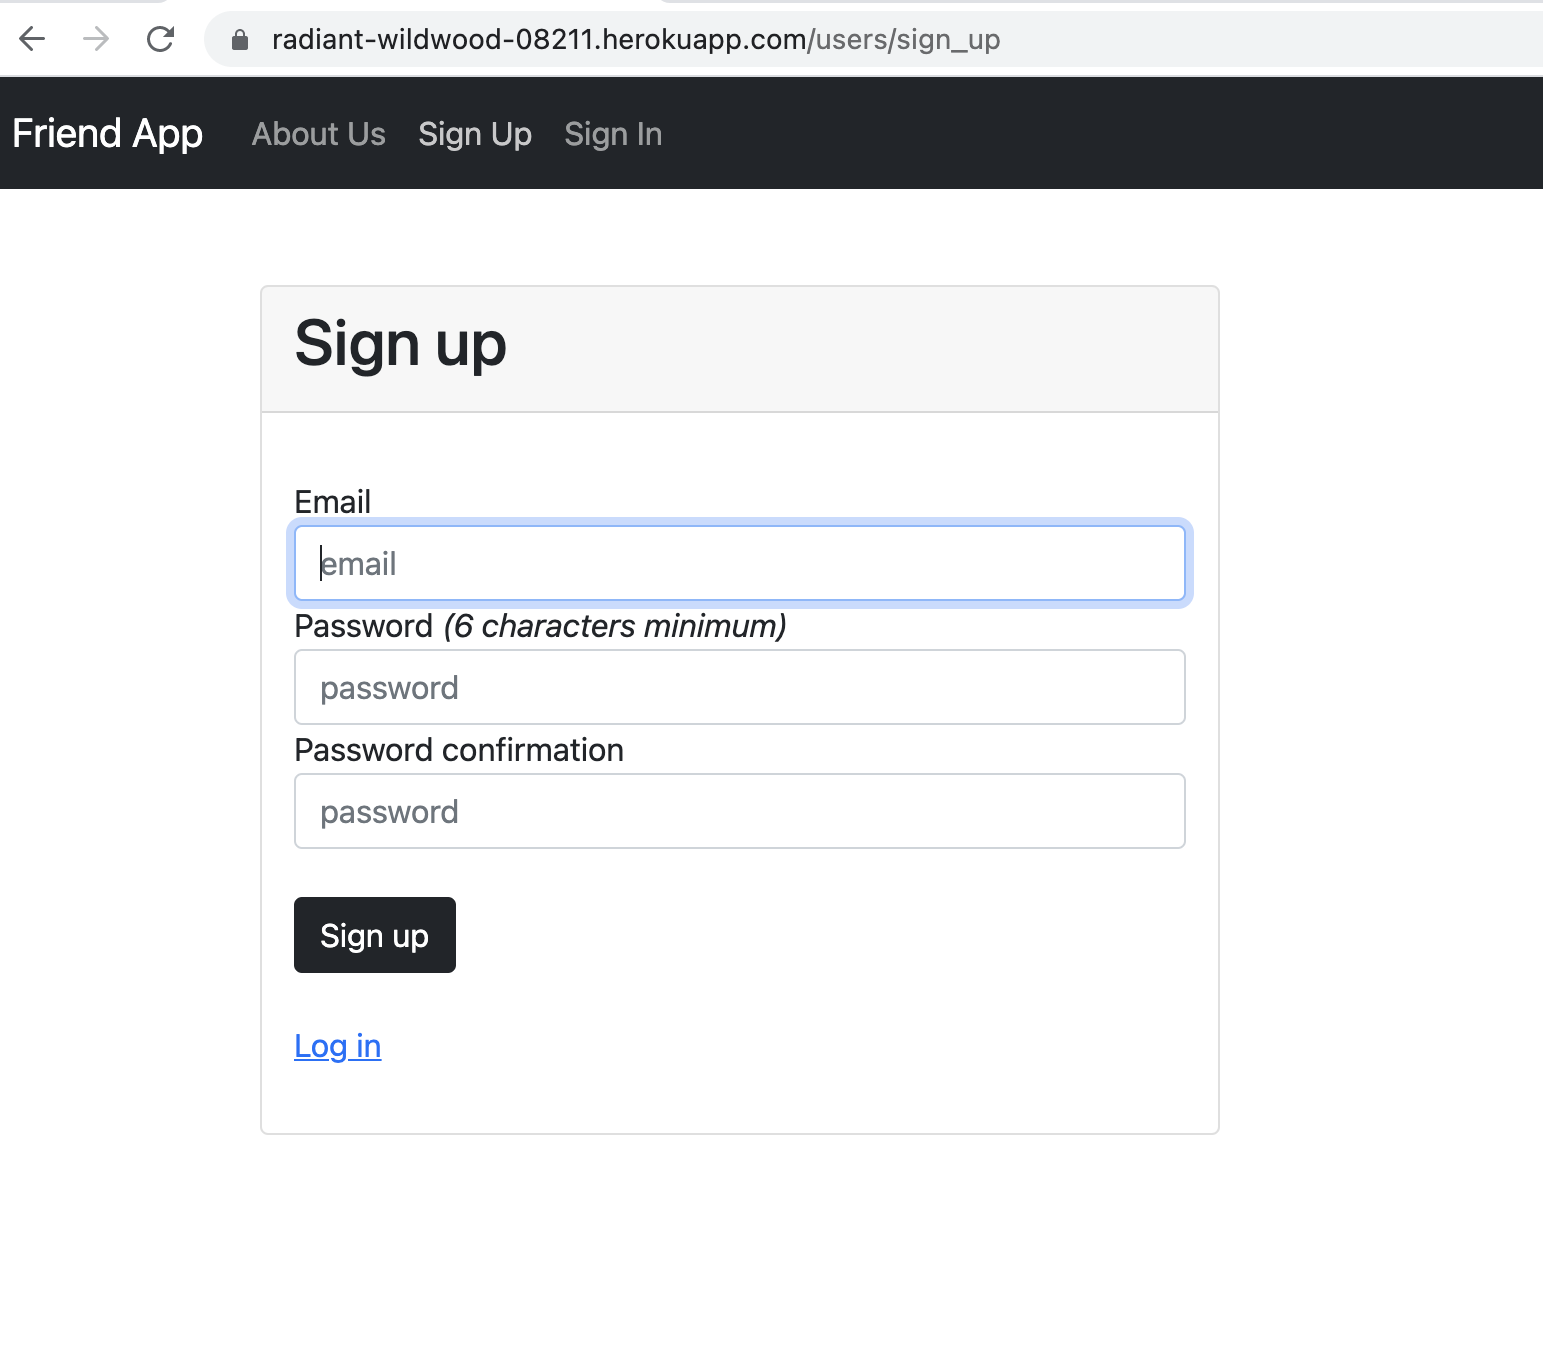 radiant-wildwood-08211.herokuapp.com/users/sign_up
Friend App About Us Sign Up Sign In
Sign up
Email
email
Password (6 characters minimum)
password
Password confirmation
password
Sign up
Log in